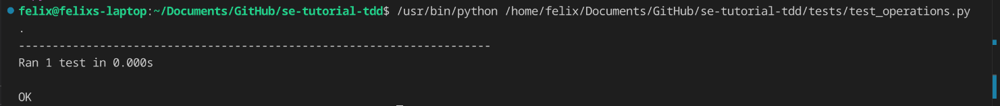 felix@felixs-laptop:~/Documents/GitHub/se-tutorial-tdd$ /usr/bin/python /home/felix/Documents/GitHub/se-tutorial-tdd/tests/test_operations.py
.
----------------------------------------------------------------------
Ran 1 test in 0.000s

OK